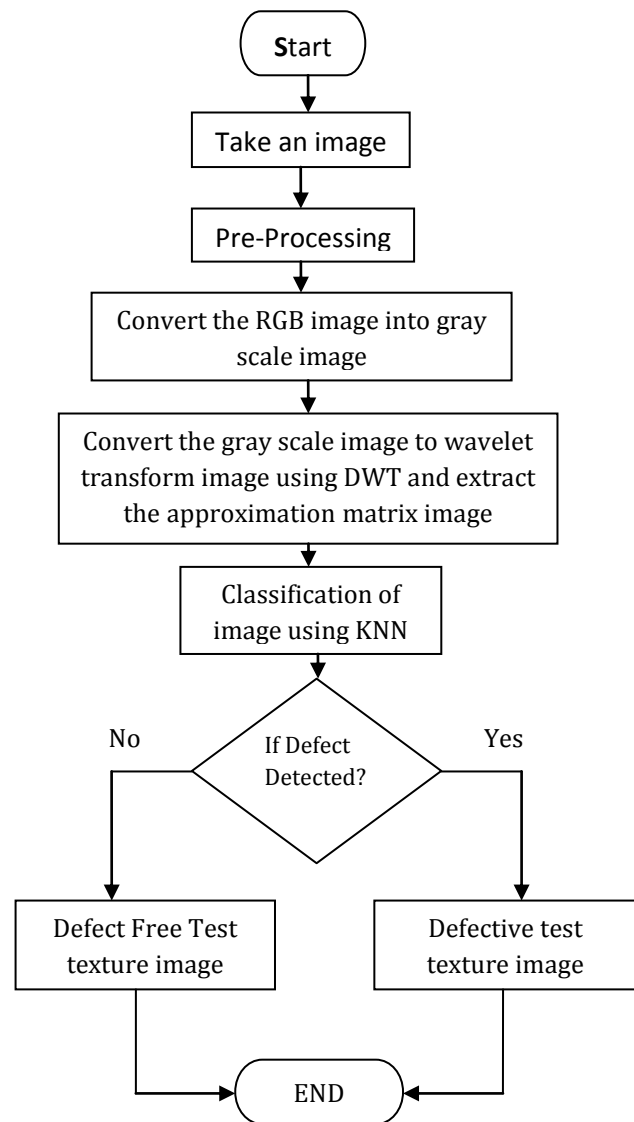 Start
Take an image
Pre-Processing
Convert the RGB image into gray
scale image
Convert the gray scale image to wavelet
transform image using DWT and extract
the approximation matrix image
Classification of
image using KNN
If Defect
Detected?
No
Yes
Defect Free Test
texture image
Defective test
texture image
END